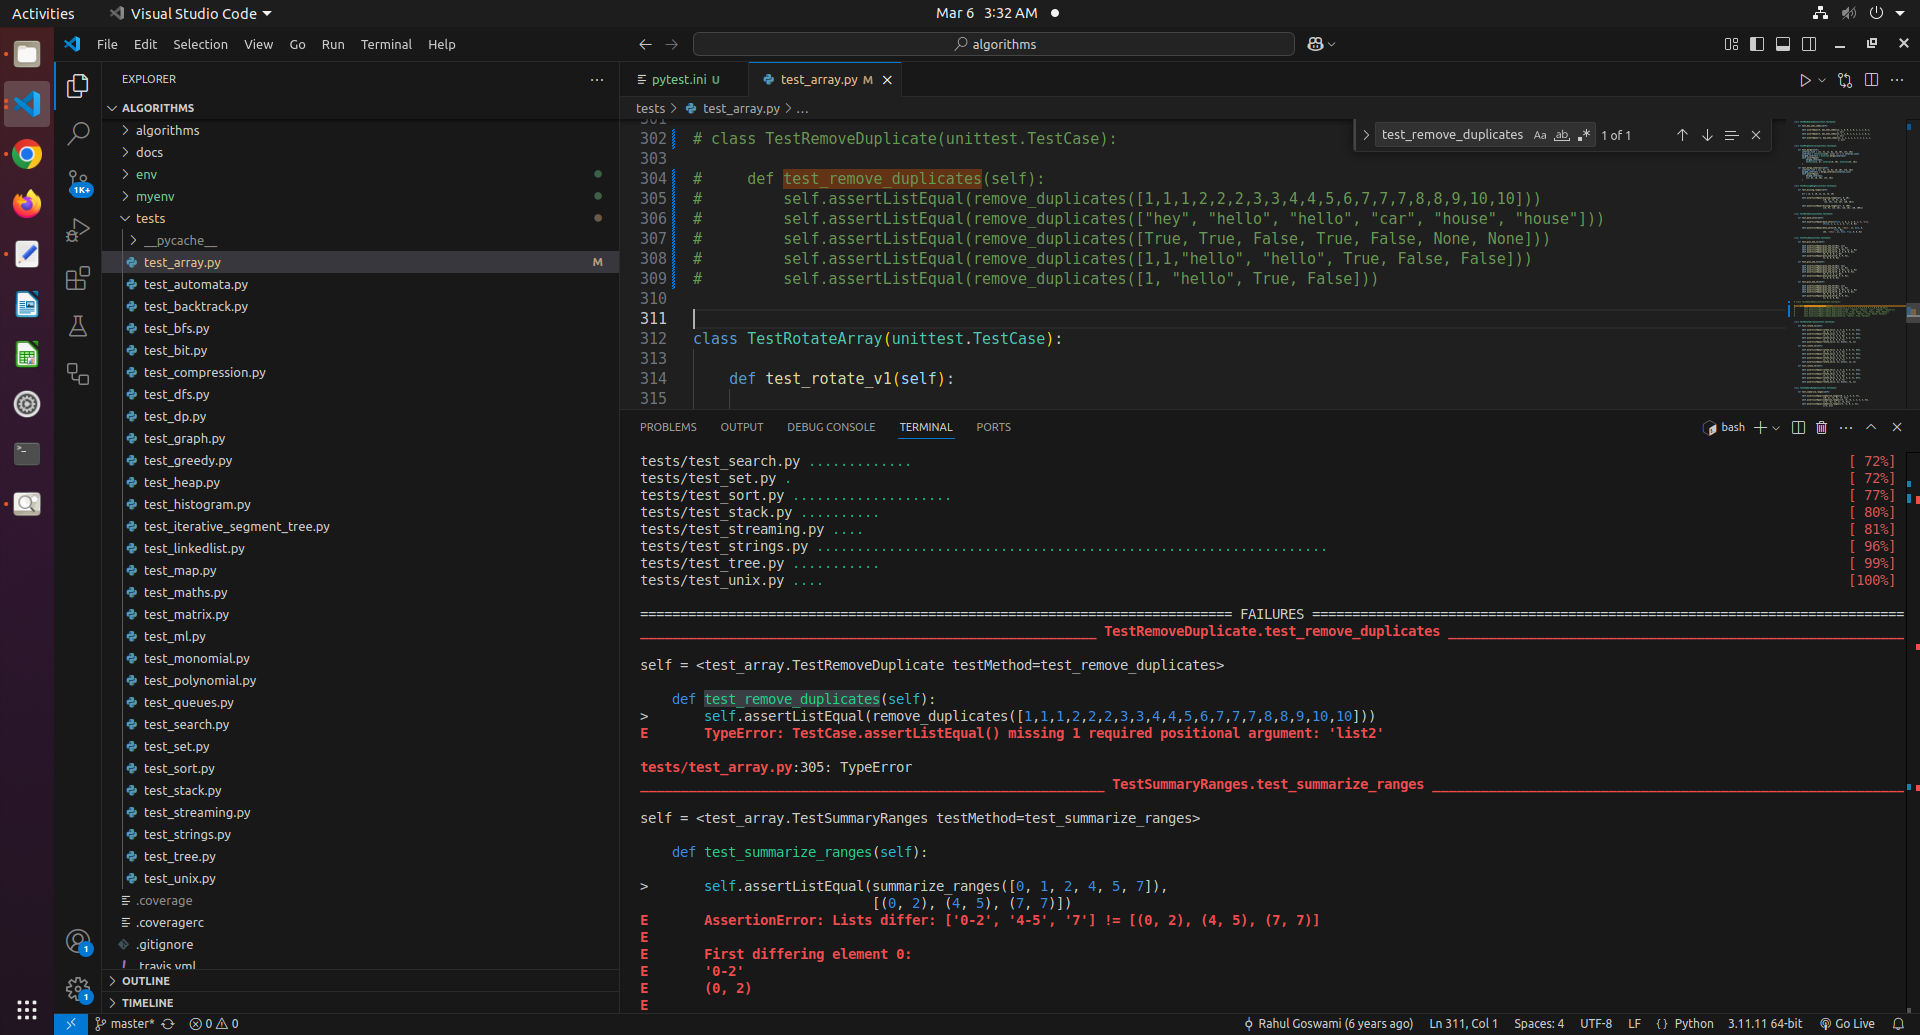 Activities
Visual Studio Code
Mar 6 3:32 AM
File Edit Selection View Go Run Terminal Help
algorithms
EXPLORER
ALGORITHMS
algorithms
docs
env
myenv
tests
__pycache__
test_array.py M
test_automata.py
test_backtrack.py
test_bfs.py
test_bit.py
test_compression.py
test_dfs.py
test_dp.py
test_graph.py
test_greedy.py
test_heap.py
test_histogram.py
test_iterative_segment_tree.py
test_linkedlist.py
test_map.py
test_maths.py
test_matrix.py
test_ml.py
test_monomial.py
test_polynomial.py
test_queues.py
test_search.py
test_set.py
test_sort.py
test_stack.py
test_streaming.py
test_strings.py
test_tree.py
test_unix.py
.coverage
.coveragerc
.gitignore
.travis.yml
OUTLINE
TIMELINE
1K+
1
1
pytest.ini U
test_array.py M
tests > test_array.py > ...
test_remove_duplicates Aa ab 1 of 1
301
302 # class TestRemoveDuplicate(unittest.TestCase):
303
304 #     def test_remove_duplicates(self):
305 #         self.assertListEqual(remove_duplicates([1,1,1,2,2,2,3,3,4,4,5,6,7,7,7,8,8,9,10,10]))
306 #         self.assertListEqual(remove_duplicates(["hey", "hello", "hello", "car", "house", "house"]))
307 #         self.assertListEqual(remove_duplicates([True, True, False, True, False, None, None]))
308 #         self.assertListEqual(remove_duplicates([1,1,"hello", "hello", True, False, False]))
309 #         self.assertListEqual(remove_duplicates([1, "hello", True, False]))
310
311
312 class TestRotateArray(unittest.TestCase):
313
314     def test_rotate_v1(self):
315
PROBLEMS OUTPUT DEBUG CONSOLE TERMINAL PORTS
bash
tests/test_search.py ............. [ 72%]
tests/test_set.py . [ 72%]
tests/test_sort.py .................... [ 77%]
tests/test_stack.py .......... [ 80%]
tests/test_streaming.py .... [ 81%]
tests/test_strings.py ................................................................ [ 96%]
tests/test_tree.py ........... [ 99%]
tests/test_unix.py .... [100%]
========================================================================== FAILURES ==========================================================================
_________________________________________________________ TestRemoveDuplicate.test_remove_duplicates _________________________________________________________
self = <test_array.TestRemoveDuplicate testMethod=test_remove_duplicates>
    def test_remove_duplicates(self):
>       self.assertListEqual(remove_duplicates([1,1,1,2,2,2,3,3,4,4,5,6,7,7,7,8,8,9,10,10]))
E       TypeError: TestCase.assertListEqual() missing 1 required positional argument: 'list2'
tests/test_array.py:305: TypeError
__________________________________________________________ TestSummaryRanges.test_summarize_ranges ___________________________________________________________
self = <test_array.TestSummaryRanges testMethod=test_summarize_ranges>
    def test_summarize_ranges(self):
>       self.assertListEqual(summarize_ranges([0, 1, 2, 4, 5, 7]),
                             [(0, 2), (4, 5), (7, 7)])
E       AssertionError: Lists differ: ['0-2', '4-5', '7'] != [(0, 2), (4, 5), (7, 7)]
E
E       First differing element 0:
E       '0-2'
E       (0, 2)
E
master* 0 0
Rahul Goswami (6 years ago) Ln 311, Col 1 Spaces: 4 UTF-8 LF { } Python 3.11.11 64-bit Go Live